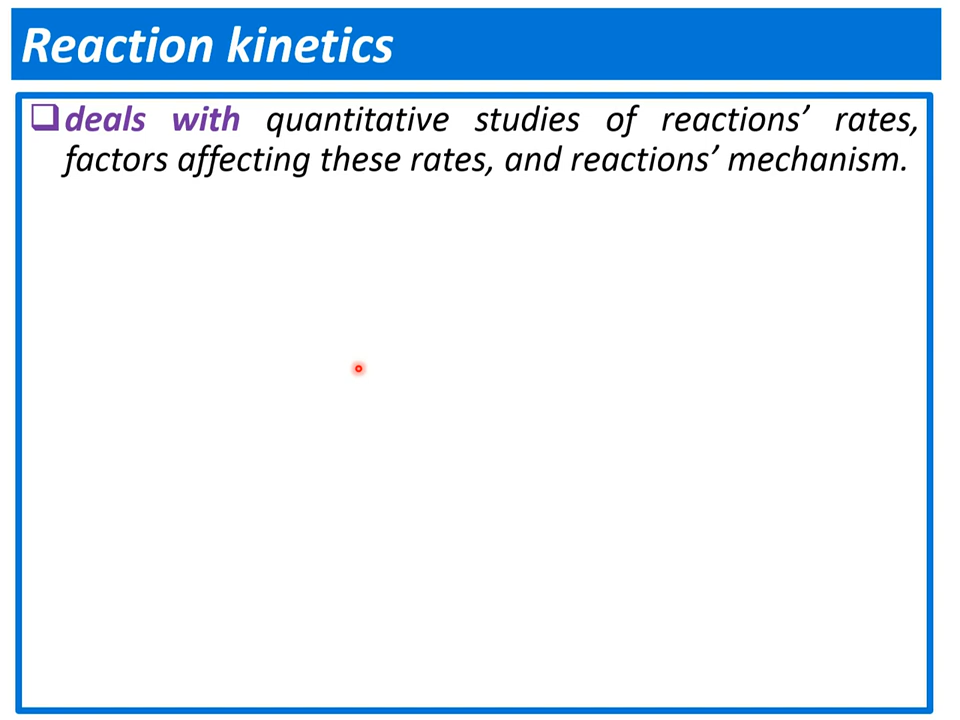 Reaction kinetics
❑deals with quantitative studies of reactions’ rates,
factors affecting these rates, and reactions’ mechanism.